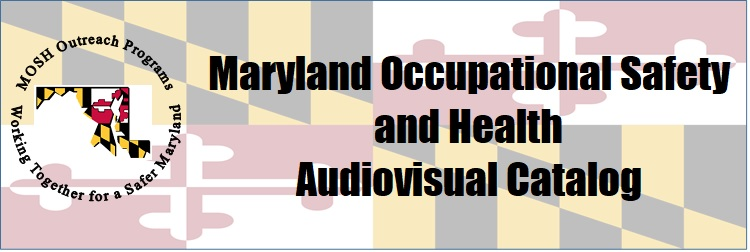 MOSH Outreach Programs
Working Together for a Safer Maryland
Maryland Occupational Safety
and Health
Audiovisual Catalog